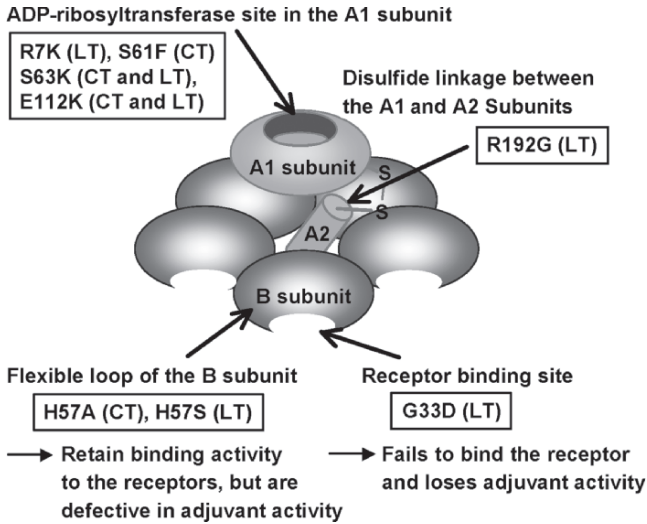 ADP-ribosyltransferase site in the A1 subunit
R7K (LT), S61F (CT)
S63K (CT and LT),
E112K (CT and LT)
Disulfide linkage between
the A1 and A2 Subunits
R192G (LT)
A1 subunit
S
S
A2
B subunit
Flexible loop of the B subunit
H57A (CT), H57S (LT)
Retain binding activity
to the receptors, but are
defective in adjuvant activity
Receptor binding site
G33D (LT)
Fails to bind the receptor
and loses adjuvant activity